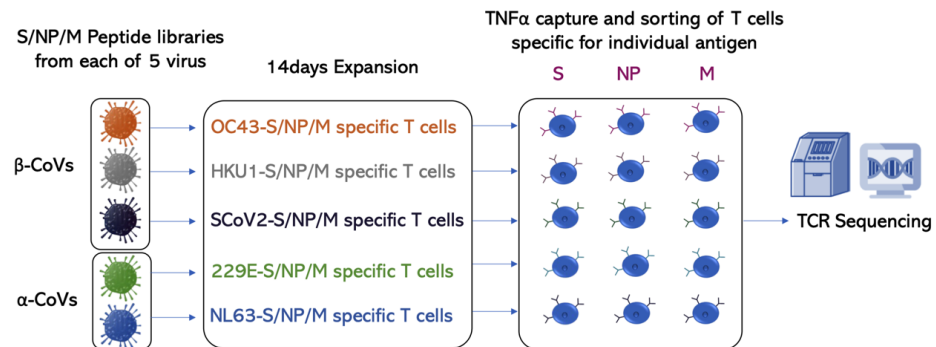 S/NP/M Peptide libraries
from each of 5 virus
14days Expansion
TNFα capture and sorting of T cells
specific for individual antigen
S NP M
β-CoVs
OC43-S/NP/M specific T cells
HKU1-S/NP/M specific T cells
SCoV2-S/NP/M specific T cells
α-CoVs
229E-S/NP/M specific T cells
NL63-S/NP/M specific T cells
TCR Sequencing